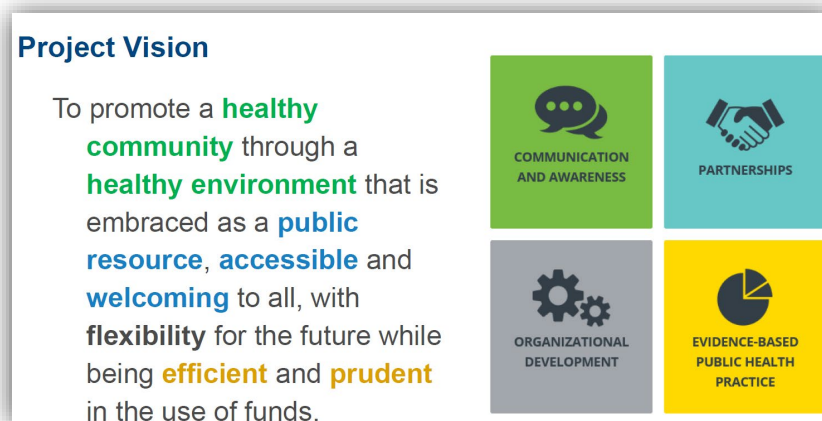 Project Vision
To promote a healthy
community through a
healthy environment that is
embraced as a public
resource, accessible and
welcoming to all, with
flexibility for the future while
being efficient and prudent
in the use of funds.
COMMUNICATION
AND AWARENESS
PARTNERSHIPS
ORGANIZATIONAL
DEVELOPMENT
EVIDENCE-BASED
PUBLIC HEALTH
PRACTICE